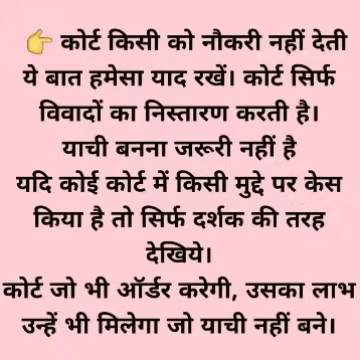 👉 कोर्ट किसी को नौकरी नहीं देती
ये बात हमेसा याद रखें। कोर्ट सिर्फ
विवादों का निस्तारण करती है।
याची बनना जरूरी नहीं है
यदि कोई कोर्ट में किसी मुद्दे पर केस
किया है तो सिर्फ दर्शक की तरह
देखिये।
कोर्ट जो भी ऑर्डर करेगी, उसका लाभ
उन्हें भी मिलेगा जो याची नहीं बने।